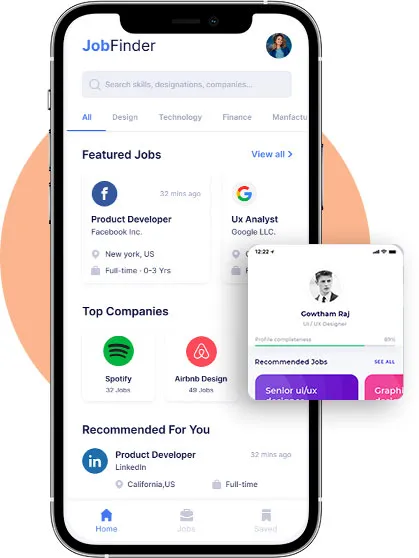 JobFinder
Search skills, designations, companies...
All Design Technology Finance Manfactu
Featured Jobs View all >
32 mins ago
Product Developer Ux Analyst
Facebook Inc. Google LLC.
New york, US
Full-time · 0-3 Yrs
12:22
Gowtham Raj
UI / UX Designer
Profile completeness 69%
Recommended Jobs SEE ALL
Senior ui/ux Graphi
designer
Top Companies
Spotify Airbnb Design
32 Jobs 49 Jobs
Recommended For You
Product Developer 32 mins ago
LinkedIn
California,US Full-time
Home Jobs Saved